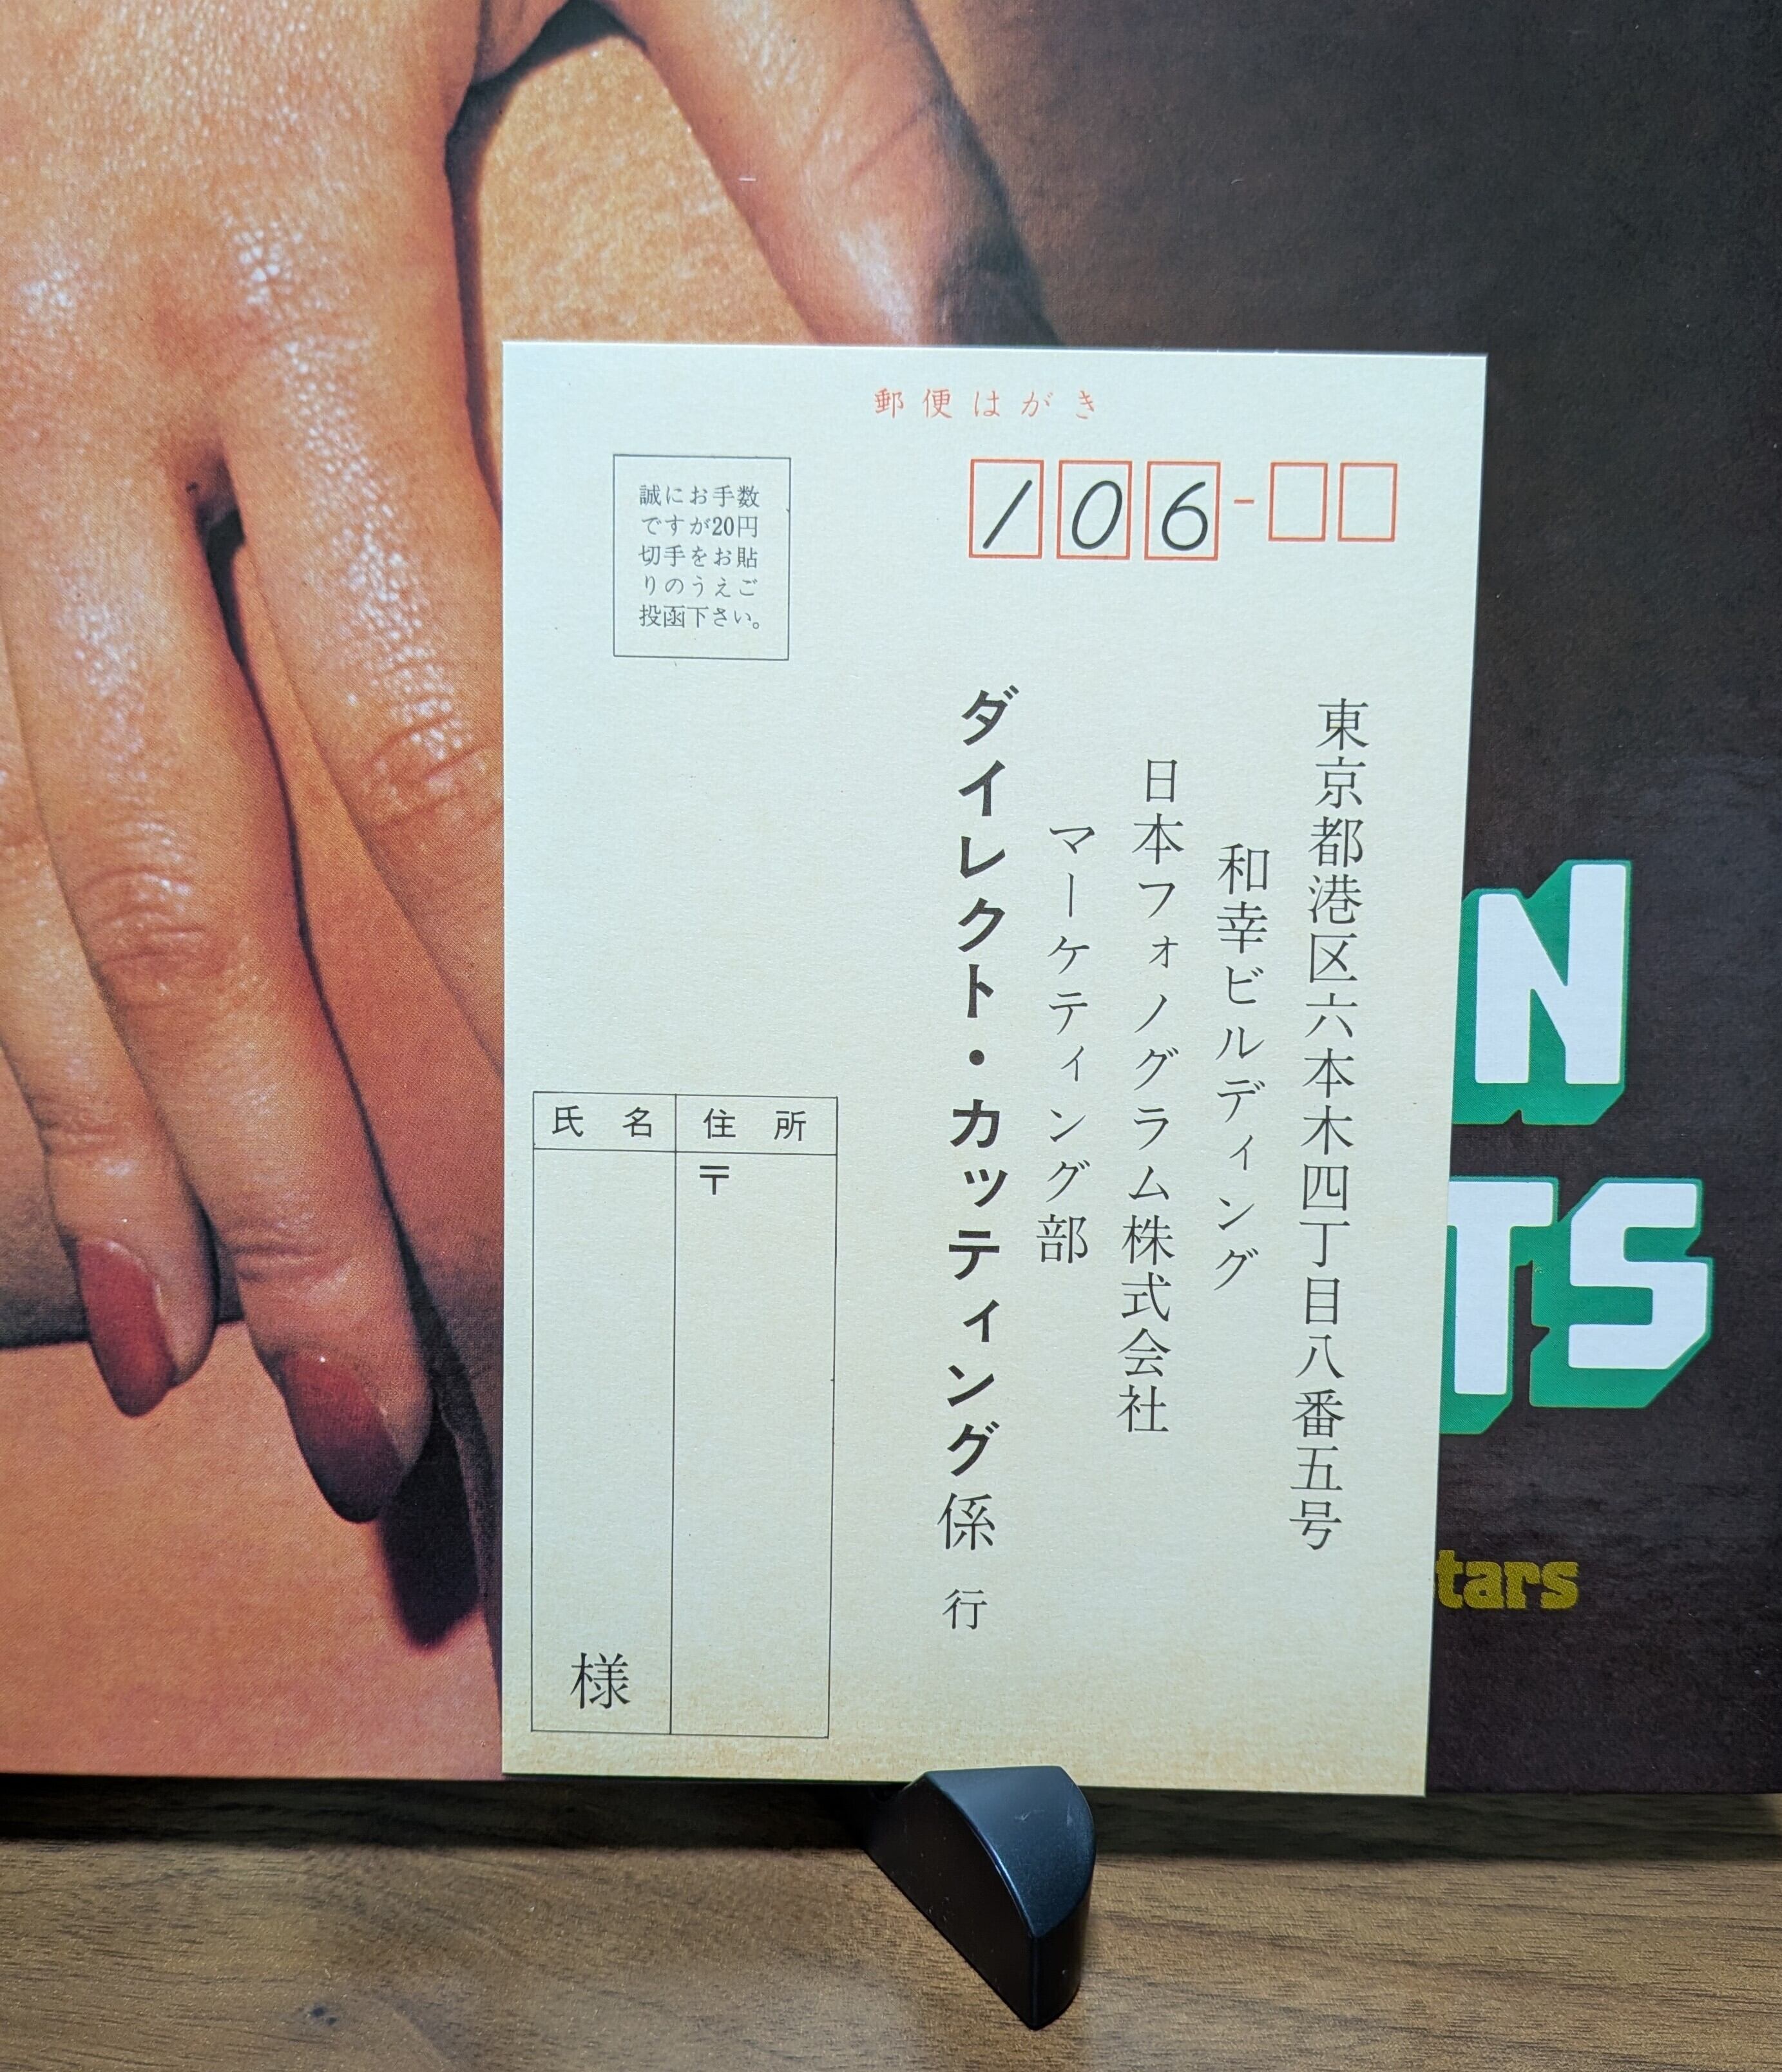 郵便はがき
106-
誠にお手数
ですが20円
切手をお貼
りのうえご
投函下さい。
東京都港区六本木四丁目八番五号
和幸ビルディング
日本フォノグラム株式会社
マーケティング部
ダイレクト・カッティング係 行
住所
〒
氏名
様
N
TS
tars